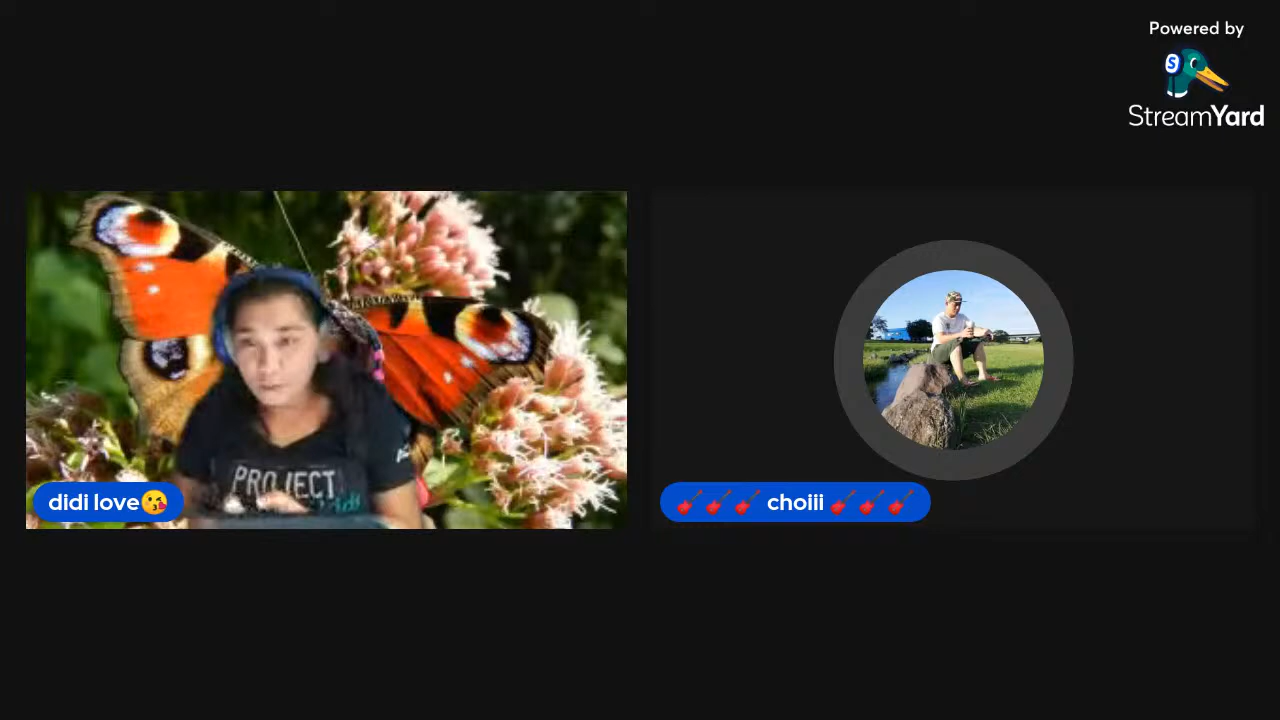 Powered by
S
StreamYard
PROJECT
didi love😘
🎸🎸🎸 choiii 🎸🎸🎸